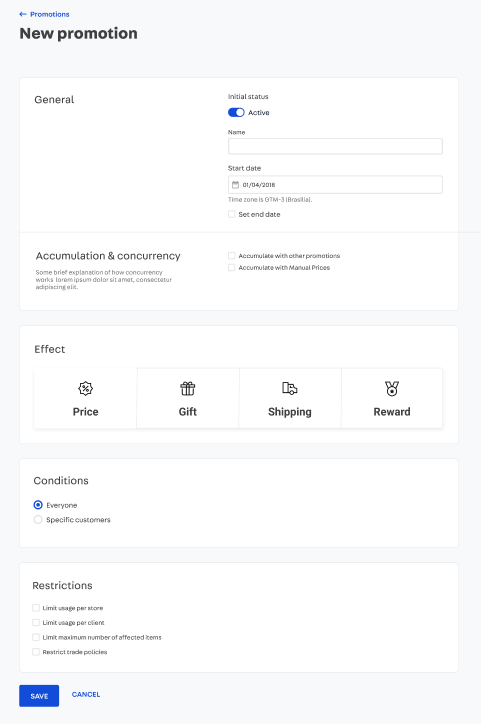 ← Promotions
New promotion
General
Initial status
Active
Name
Start date
01/04/2018
Time zone is GTM-3 (Brasilia).
Set end date
Accumulation & concurrency
Some brief explanation of how concurrency
works lorem ipsum dolor sit amet, consectetur
adipiscing elit.
Accumulate with other promotions
Accumulate with Manual Prices
Effect
Price
Gift
Shipping
Reward
Conditions
Everyone
Specific customers
Restrictions
Limit usage per store
Limit usage per client
Limit maximum number of affected items
Restrict trade policies
SAVE
CANCEL